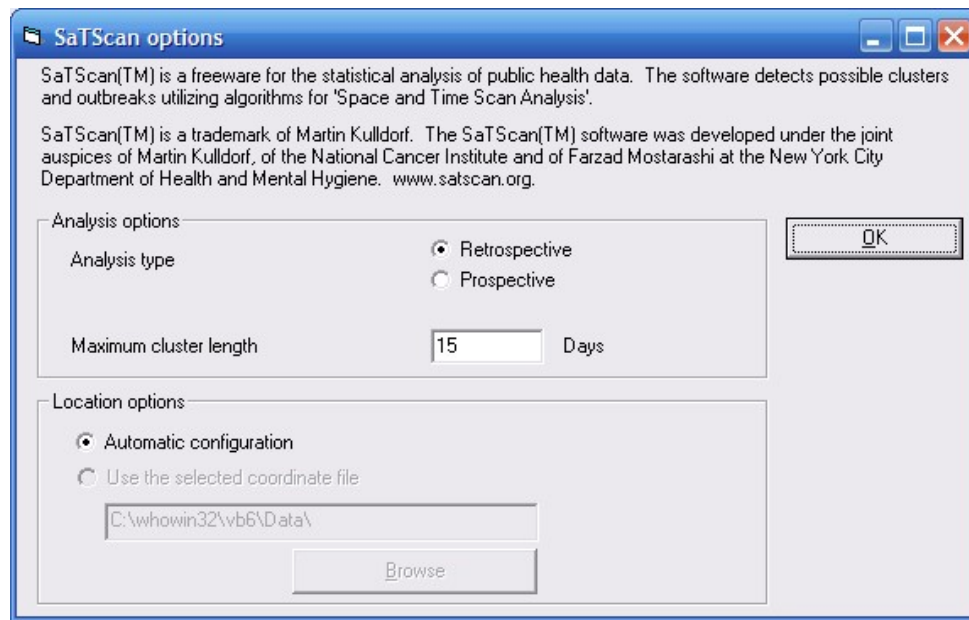 SaTScan options
SaTScan(TM) is a freeware for the statistical analysis of public health data.  The software detects possible clusters
and outbreaks utilizing algorithms for 'Space and Time Scan Analysis'.
SaTScan(TM) is a trademark of Martin Kulldorf.  The SaTScan(TM) software was developed under the joint
auspices of Martin Kulldorf, of the National Cancer Institute and of Farzad Mostarashi at the New York City
Department of Health and Mental Hygiene.  www.satscan.org.
Analysis options
OK
Analysis type
Retrospective
Prospective
Maximum cluster length
15
Days
Location options
Automatic configuration
Use the selected coordinate file
C:\whowin32\vb6\Data\
Browse